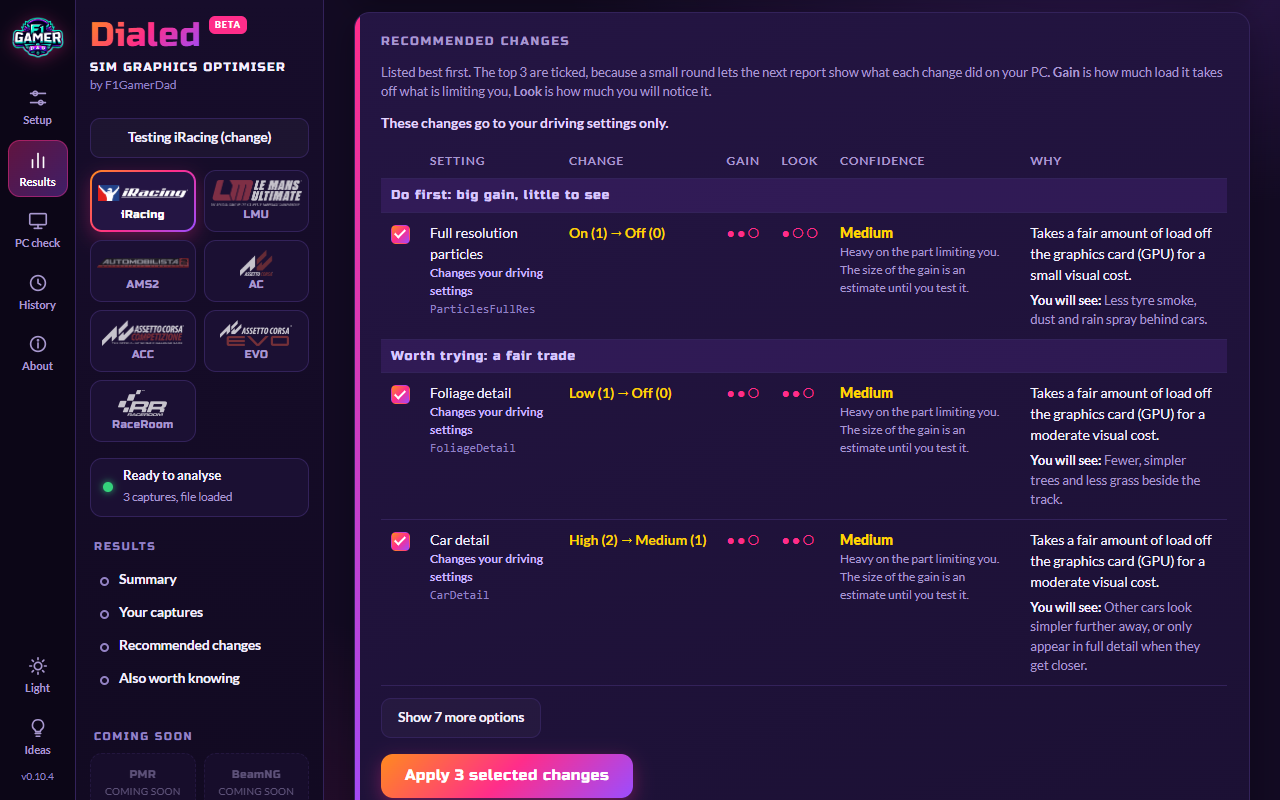 F1
GAMER
DAD
Setup
Results
PC check
History
About
Light
Ideas
v0.10.4
Dialed BETA
SIM GRAPHICS OPTIMISER
by F1GamerDad
Testing iRacing (change)
iRacing
iRacing
LM LE MANS
ULTIMATE
LMU
AUTOMOBILISTA 2
AMS2
ASSETTO CORSA
AC
ASSETTO CORSA
COMPETIZIONE
ACC
ASSETTO CORSA
EVO
EVO
RR
RACEROOM
RaceRoom
Ready to analyse
3 captures, file loaded
RESULTS
Summary
Your captures
Recommended changes
Also worth knowing
COMING SOON
PMR
COMING SOON
BeamNG
COMING SOON
RECOMMENDED CHANGES
Listed best first. The top 3 are ticked, because a small round lets the next report show what each change did on your PC. Gain is how much load it takes
off what is limiting you, Look is how much you will notice it.
These changes go to your driving settings only.
SETTING CHANGE GAIN LOOK CONFIDENCE WHY
Do first: big gain, little to see
Full resolution
particles
Changes your driving
settings
ParticlesFullRes
On (1) → Off (0)
Medium
Heavy on the part limiting you.
The size of the gain is an
estimate until you test it.
Takes a fair amount of load off
the graphics card (GPU) for a
small visual cost.
You will see: Less tyre smoke,
dust and rain spray behind cars.
Worth trying: a fair trade
Foliage detail
Changes your driving
settings
FoliageDetail
Low (1) → Off (0)
Medium
Heavy on the part limiting you.
The size of the gain is an
estimate until you test it.
Takes a fair amount of load off
the graphics card (GPU) for a
moderate visual cost.
You will see: Fewer, simpler
trees and less grass beside the
track.
Car detail
Changes your driving
settings
CarDetail
High (2) → Medium (1)
Medium
Heavy on the part limiting you.
The size of the gain is an
estimate until you test it.
Takes a fair amount of load off
the graphics card (GPU) for a
moderate visual cost.
You will see: Other cars look
simpler further away, or only
appear in full detail when they
get closer.
Show 7 more options
Apply 3 selected changes